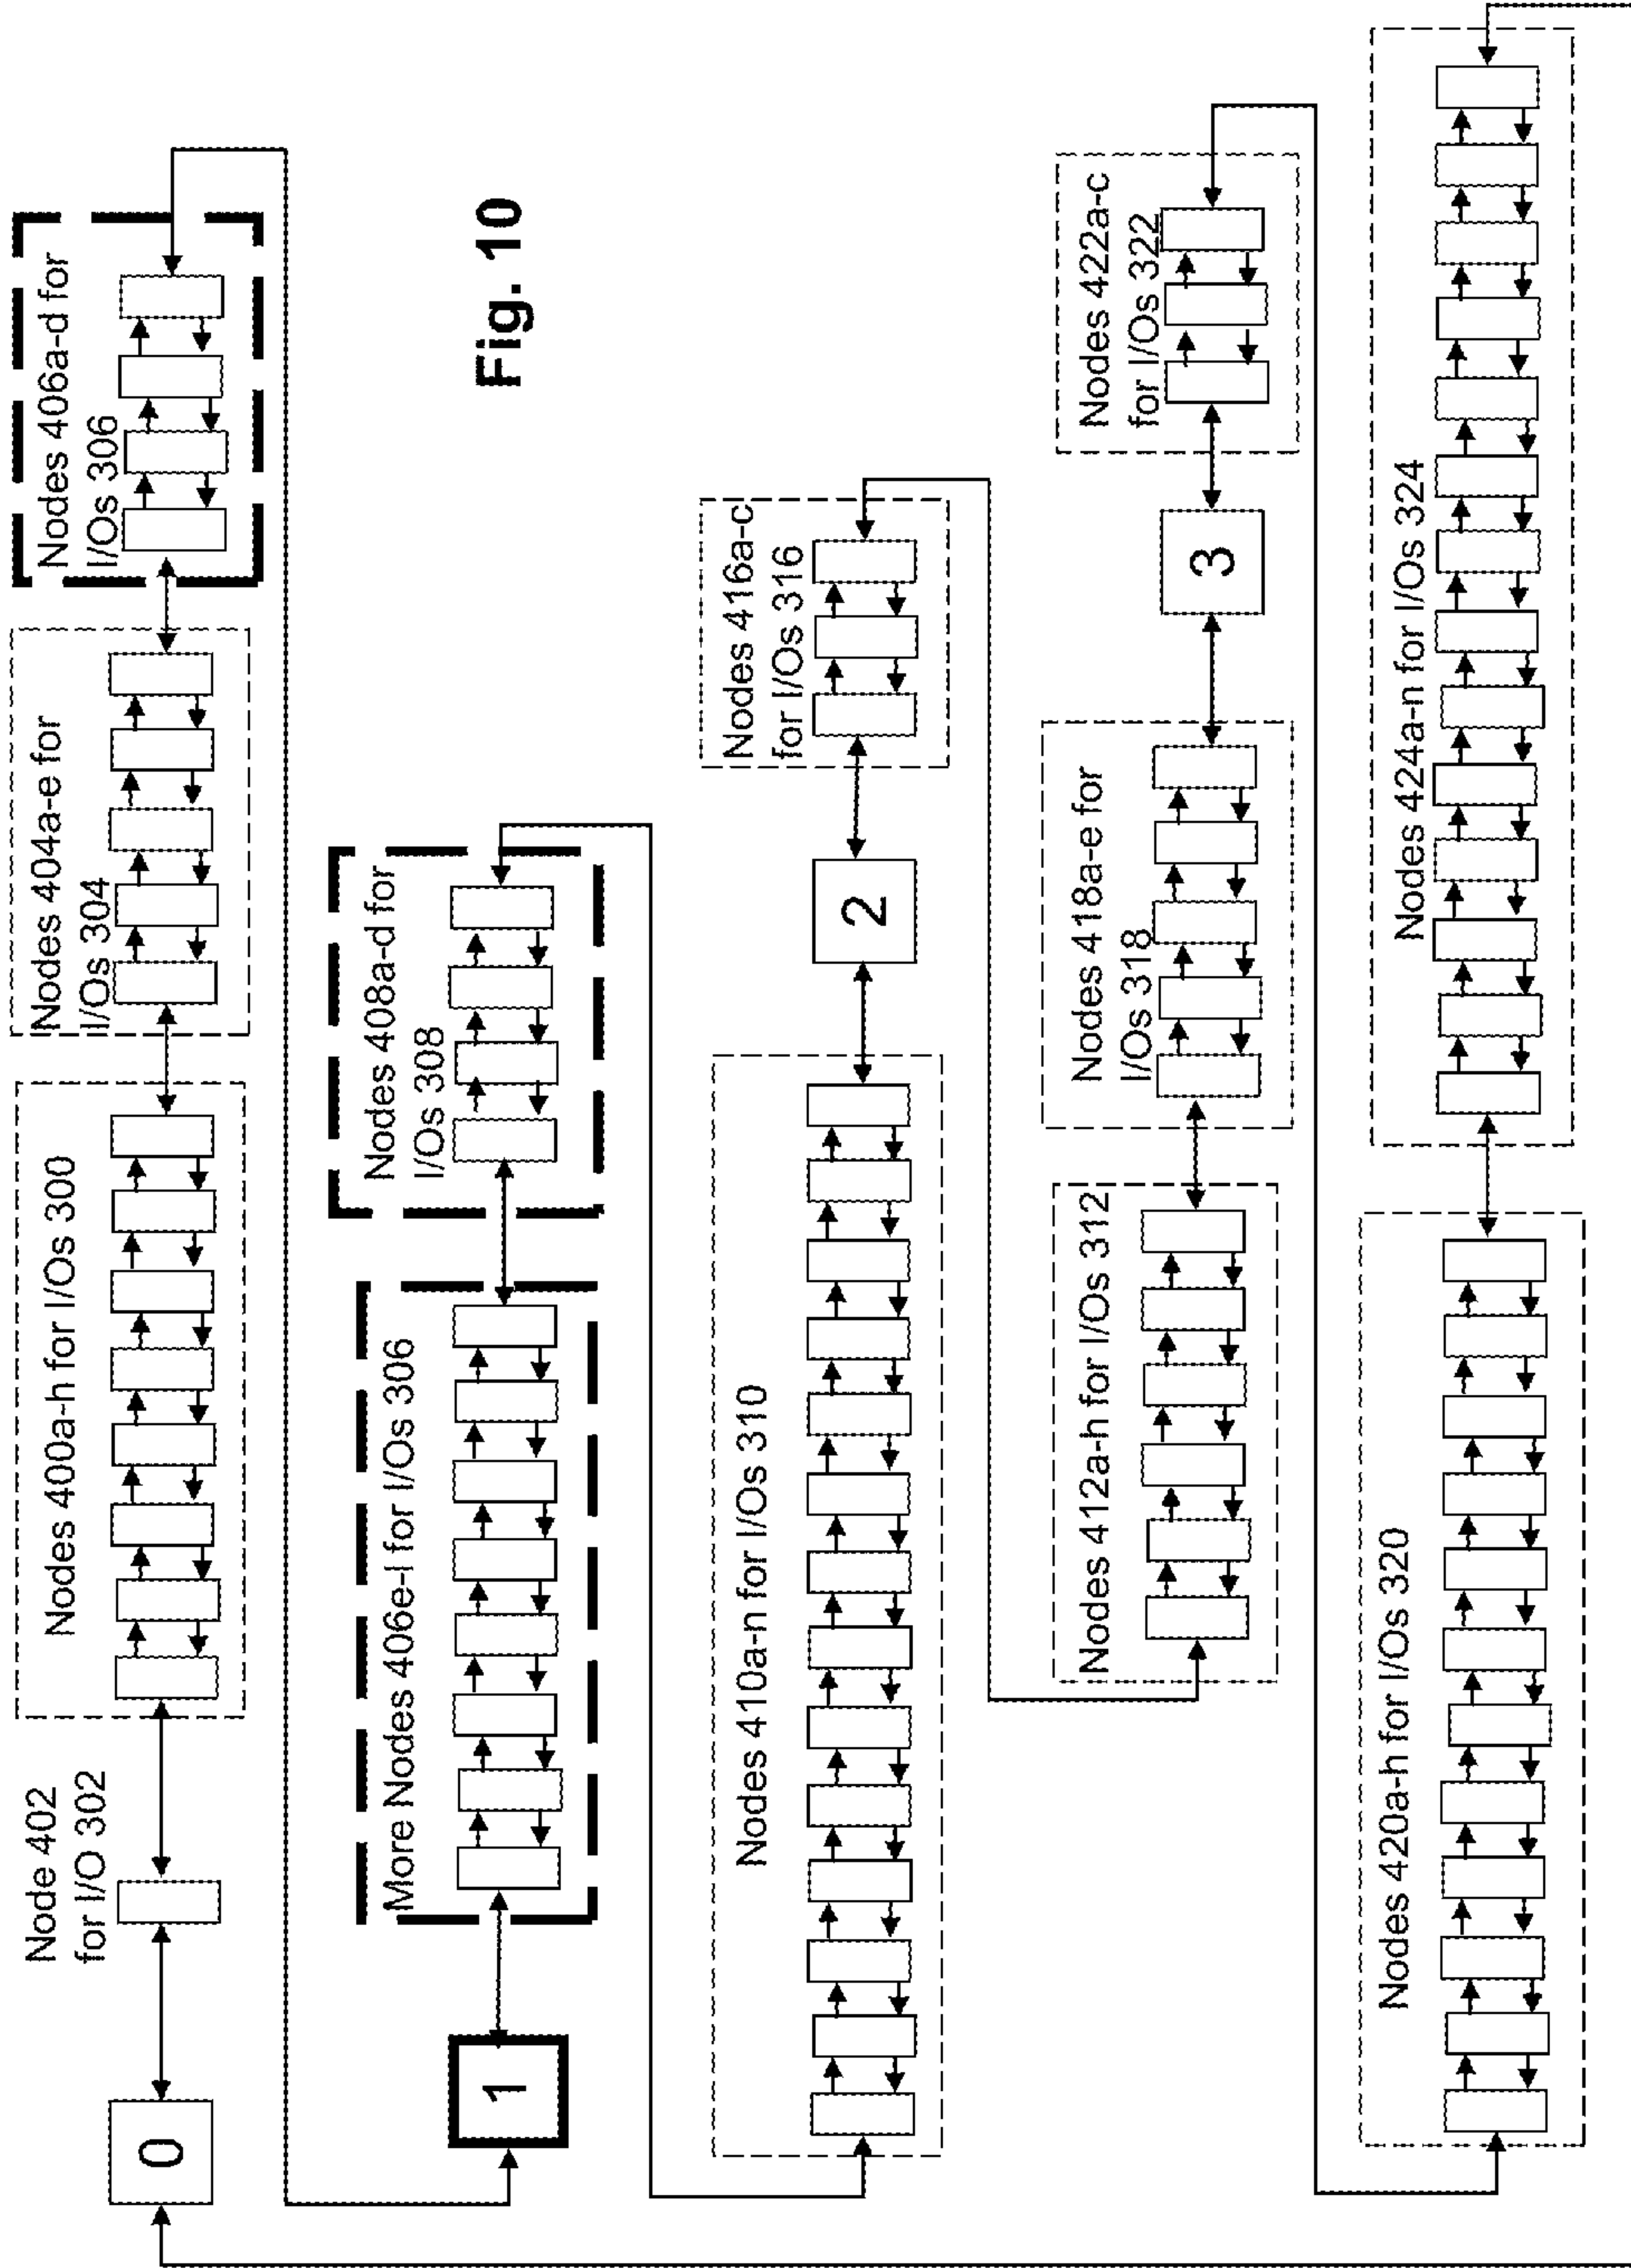 0
Node 402
for I/O 302
Nodes 400a-h for I/Os 300
Nodes 404a-e for
I/Os 304
Nodes 406a-d for
I/Os 306
1
More Nodes 406e-l for I/Os 306
Nodes 408a-d for
I/Os 308
Fig. 10
Nodes 410a-n for I/Os 310
2
Nodes 416a-c
for I/Os 316
Nodes 412a-h for I/Os 312
Nodes 418a-e for
I/Os 318
3
Nodes 422a-c
for I/Os 322
Nodes 420a-h for I/Os 320
Nodes 424a-n for I/Os 324